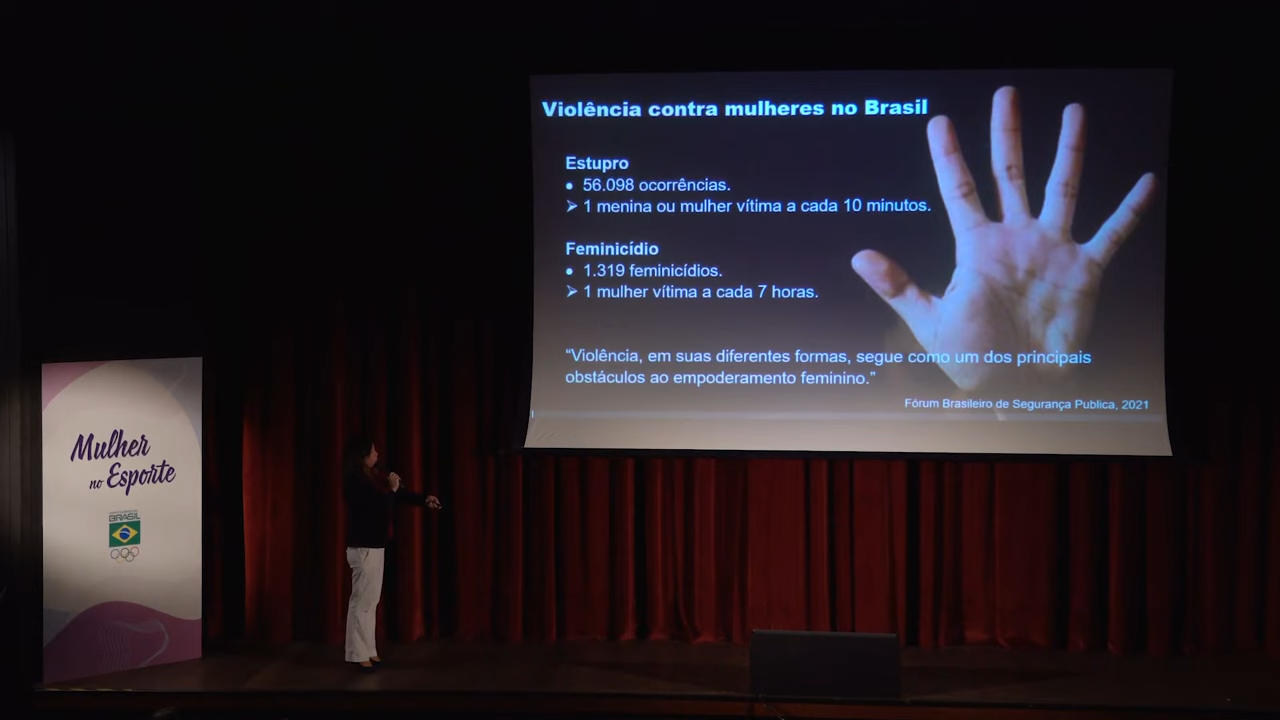 Violência contra mulheres no Brasil
Estupro
• 56.098 ocorrências.
➢ 1 menina ou mulher vítima a cada 10 minutos.
Feminicídio
• 1.319 feminicídios.
➢ 1 mulher vítima a cada 7 horas.
“Violência, em suas diferentes formas, segue como um dos principais
obstáculos ao empoderamento feminino.”
Fórum Brasileiro de Segurança Publica, 2021
Mulher
no Esporte
BRASIL